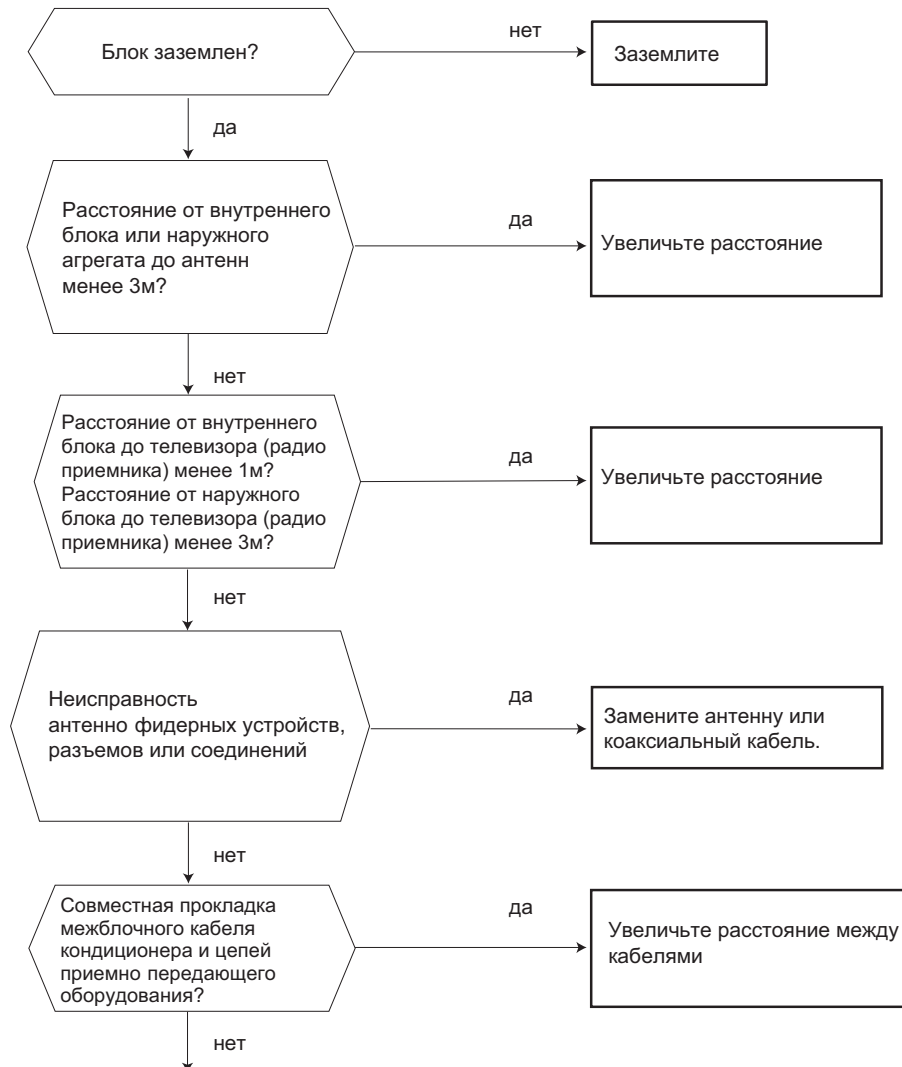 Блок заземлен?
нет
Заземлите
да
Расстояние от внутреннего
блока или наружного
агрегата до антенн
менее 3м?
да
Увеличьте расстояние
нет
Расстояние от внутреннего
блока до телевизора (радио
приемника) менее 1м?
Расстояние от наружного
блока до телевизора (радио
приемника) менее 3м?
да
Увеличьте расстояние
нет
Неисправность
антенно фидерных устройств,
разъемов или соединений
да
Замените антенну или
коаксиальный кабель.
нет
Совместная прокладка
межблочного кабеля
кондиционера и цепей
приемно передающего
оборудования?
да
Увеличьте расстояние между
кабелями
нет